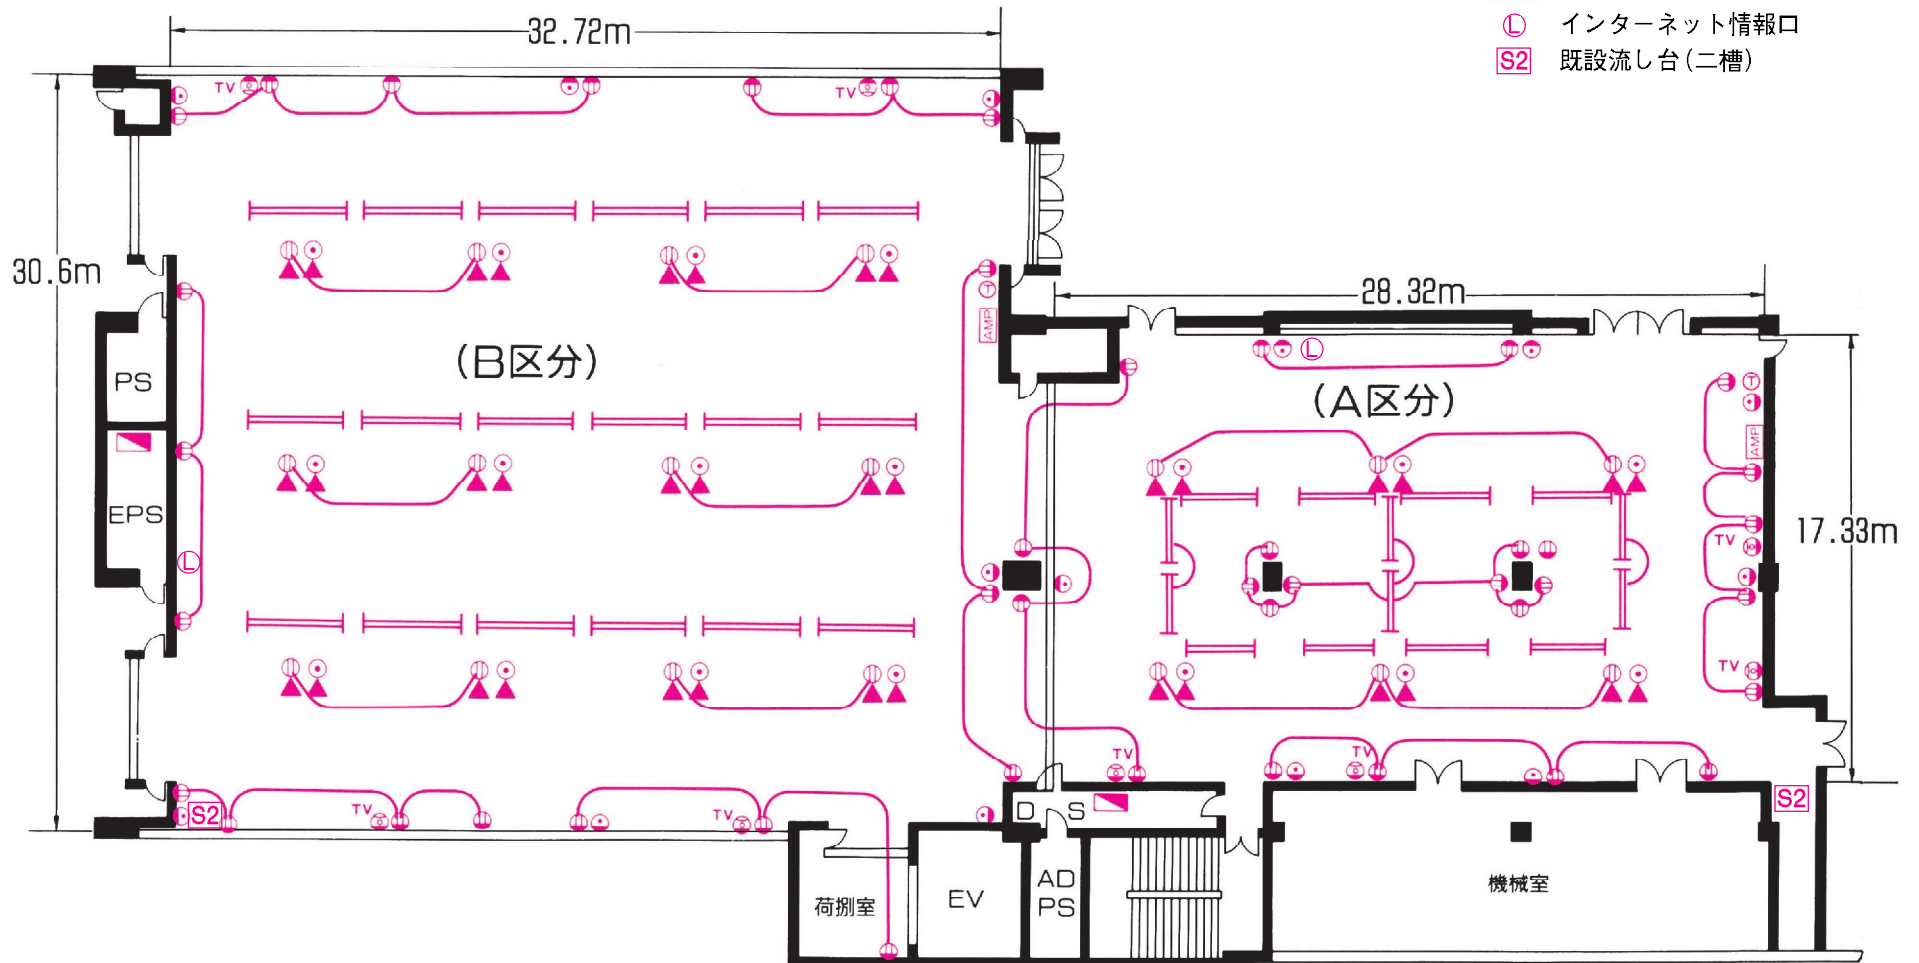 32.72m
Ⓛ インターネット情報口
S2 既設流し台(二槽)
TV
TV
30.6m
28.32m
T
AMP
L
(B区分)
(A区分)
PS
T
AMP
EPS
17.33m
TV
L
TV
TV
TV
S2
TV
TV
D S
S2
荷捌室
EV
AD
PS
機械室